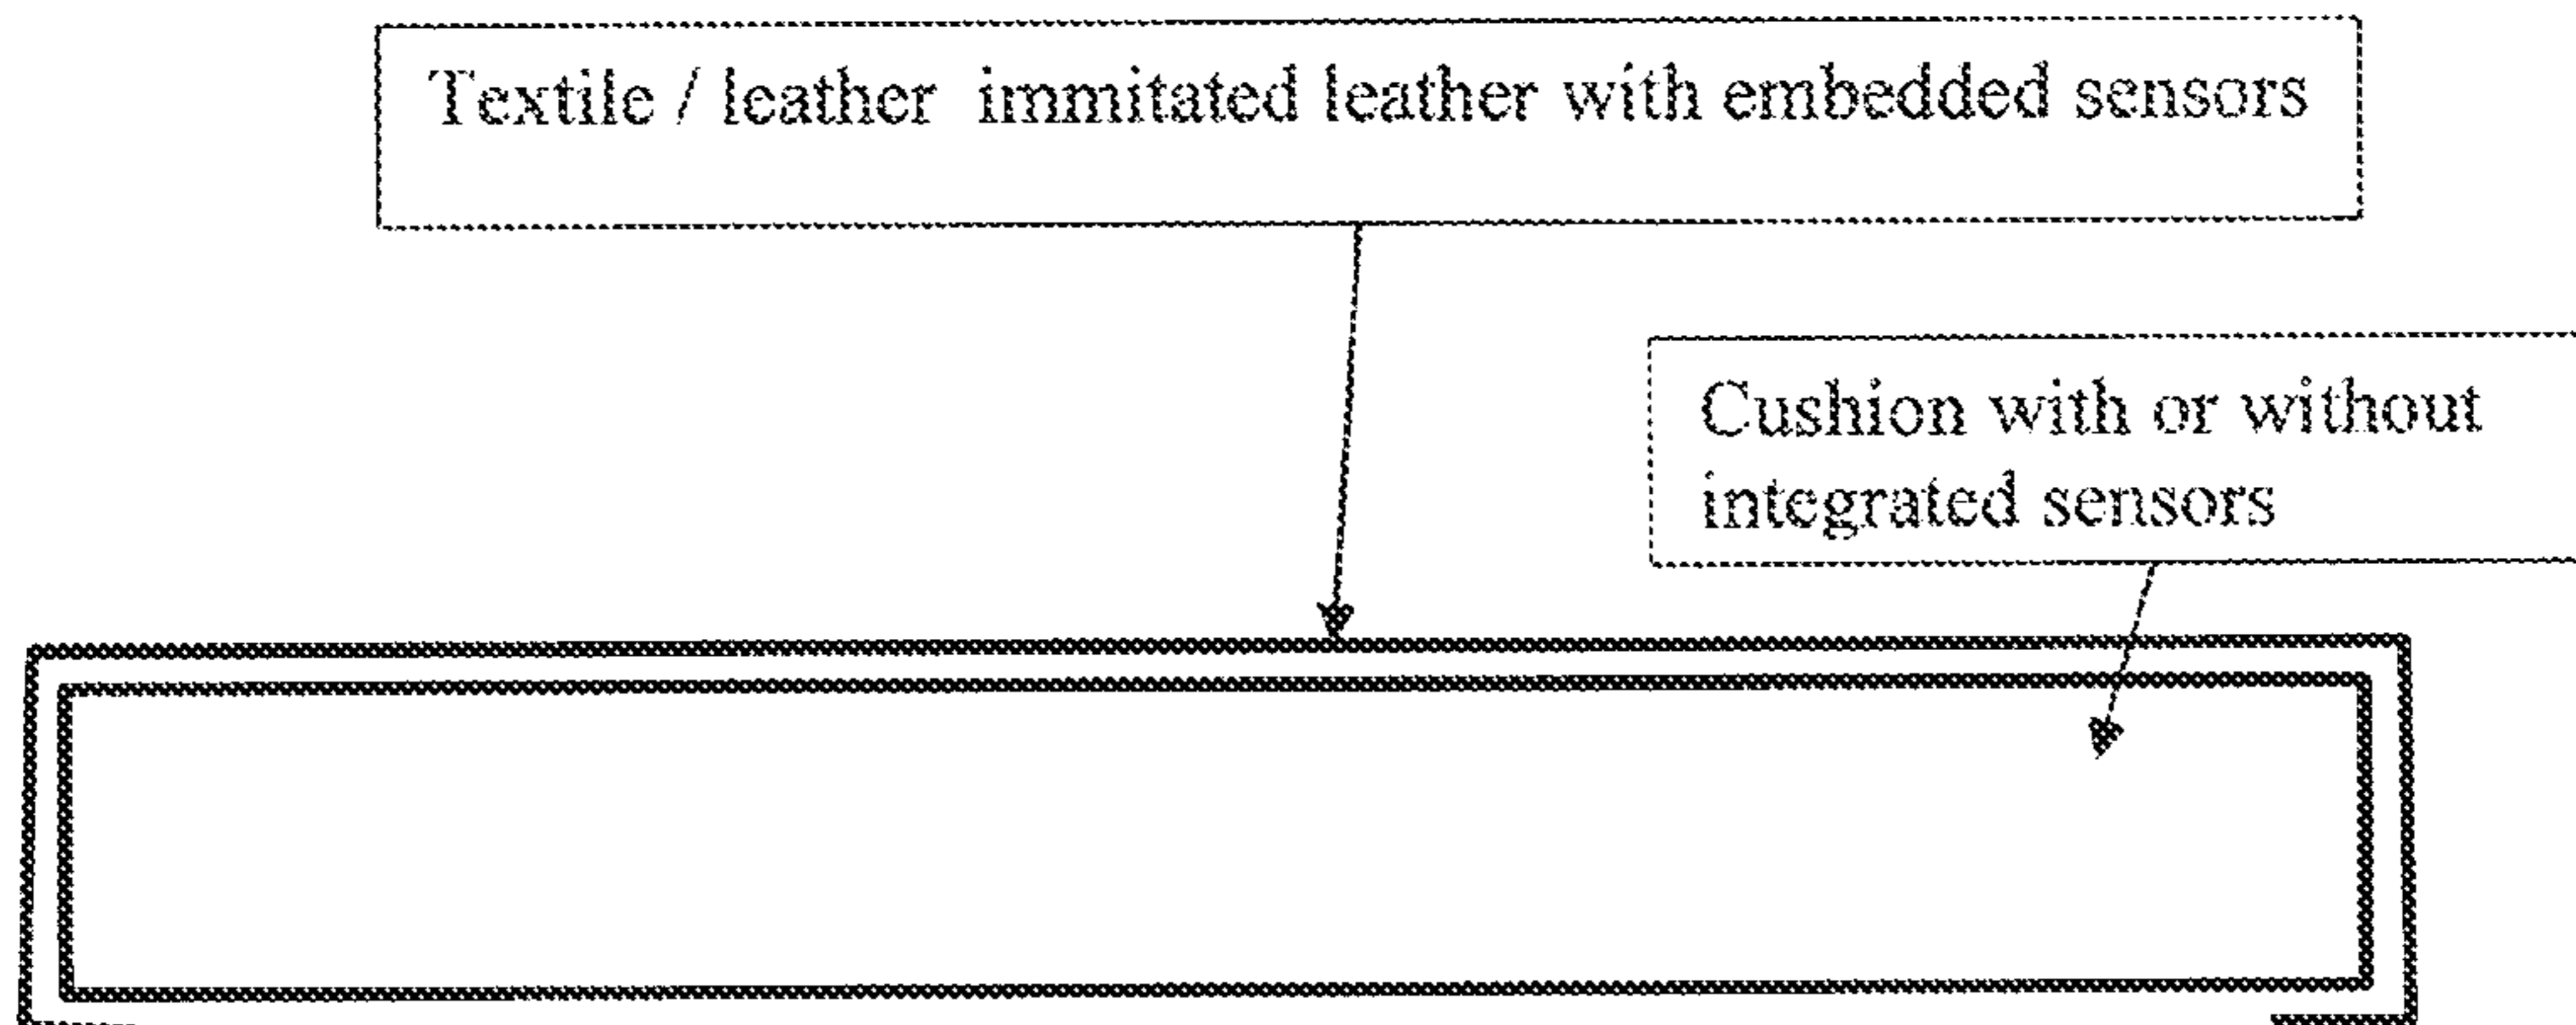 Textile / leather immitated leather with embedded sensors
Cushion with or without
integrated sensors